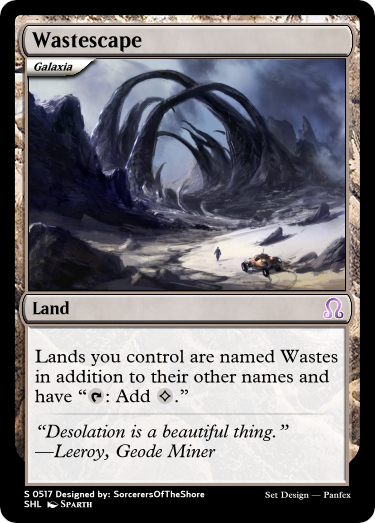 Wastescape
Galaxia
Land
Lands you control are named Wastes
in addition to their other names and
have “: Add .”
“Desolation is a beautiful thing.”
—Leeroy, Geode Miner
S 0517 Designed by: SorcerersOfTheShore
SHL Sparth
Set Design — Panfex